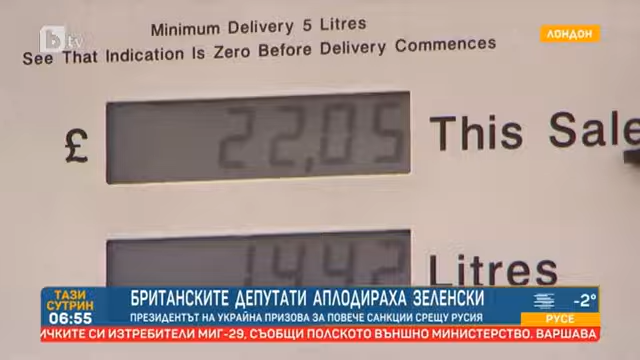 Minimum Delivery 5 Litres
See That Indication Is Zero Before Delivery Commences
btv
ЛОНДОН
£ 22,05 This Sale
14,42 Litres
ТАЗИ СУТРИН
06:55
БРИТАНСКИТЕ ДЕПУТАТИ АПЛОДИРАХА ЗЕЛЕНСКИ
ПРЕЗИДЕНТЪТ НА УКРАЙНА ПРИЗОВА ЗА ПОВЕЧЕ САНКЦИИ СРЕЩУ РУСИЯ
-2°
РУСЕ
ИЧКИТЕ СИ ИЗТРЕБИТЕЛИ МИГ-29, СЪОБЩИ ПОЛСКОТО ВЪНШНО МИНИСТЕРСТВО. ВАРШАВА